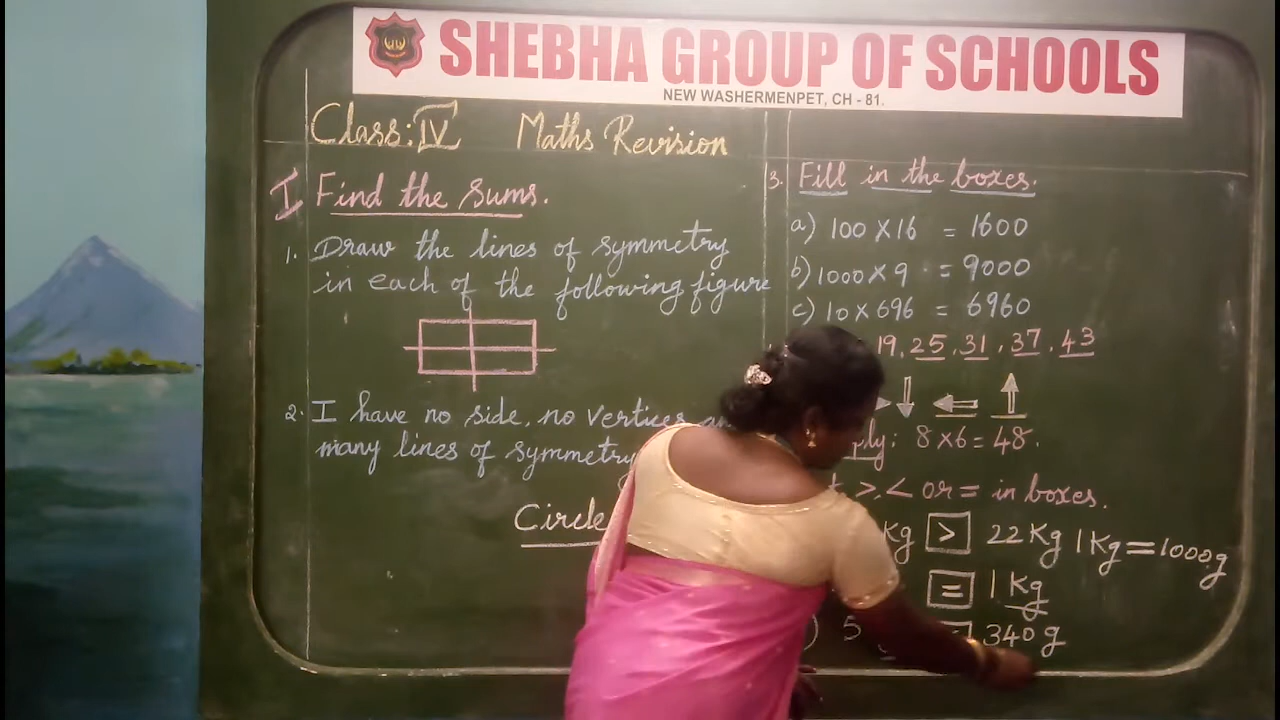 SHEBHA GROUP OF SCHOOLS
NEW WASHERMENPET, CH - 81.
Class: IV Maths Revision
I Find the Sums.
1. Draw the lines of symmetry
in each of the following figure
2. I have no side, no vertices
many lines of symmetry
Circle
3. Fill in the boxes.
a) 100 X 16 = 1600
b) 1000 X 9 = 9000
c) 10 X 696 = 6960
19, 25, 31, 37, 43
8 X 6 = 48.
>, < or = in boxes.
Kg > 22 Kg 1 Kg = 1000g
= 1 Kg
) 5 340 g